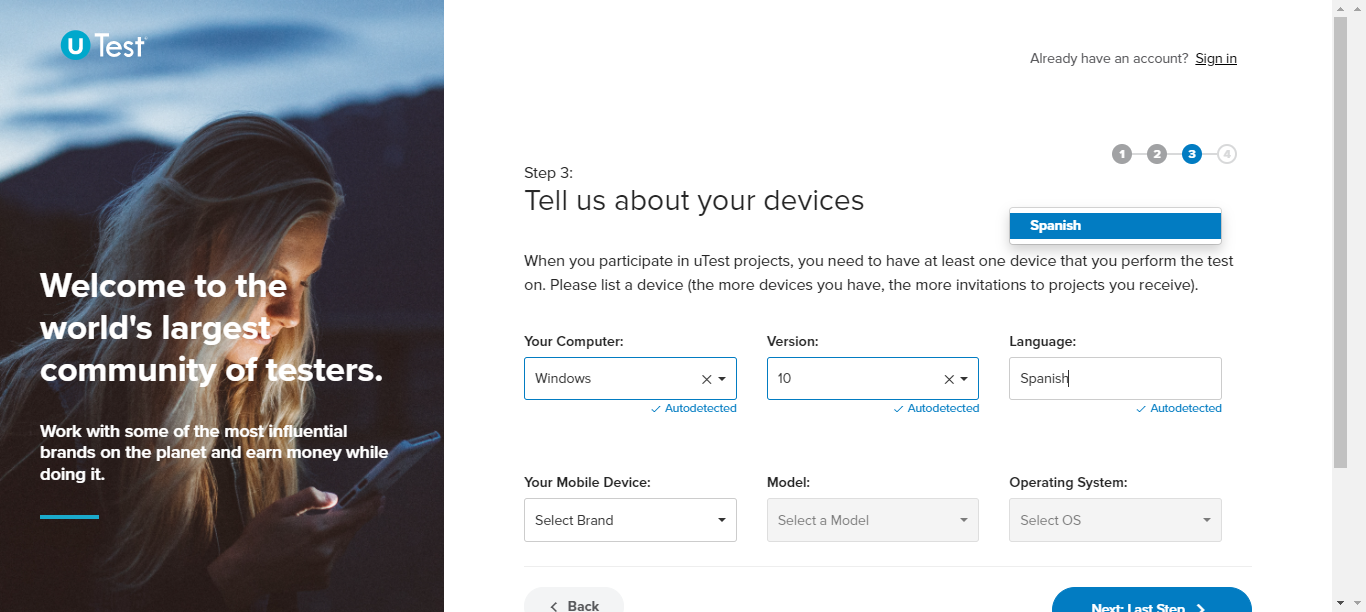 uTest
Welcome to the
world's largest
community of testers.
Work with some of the most influential
brands on the planet and earn money while
doing it.
Already have an account? Sign in
1 2 3 4
Step 3:
Tell us about your devices
Spanish
When you participate in uTest projects, you need to have at least one device that you perform the test
on. Please list a device (the more devices you have, the more invitations to projects you receive).
Your Computer: Version: Language:
Windows 10 Spanish
Autodetected Autodetected Autodetected
Your Mobile Device: Model: Operating System:
Select Brand Select a Model Select OS
Back Next: Last Step